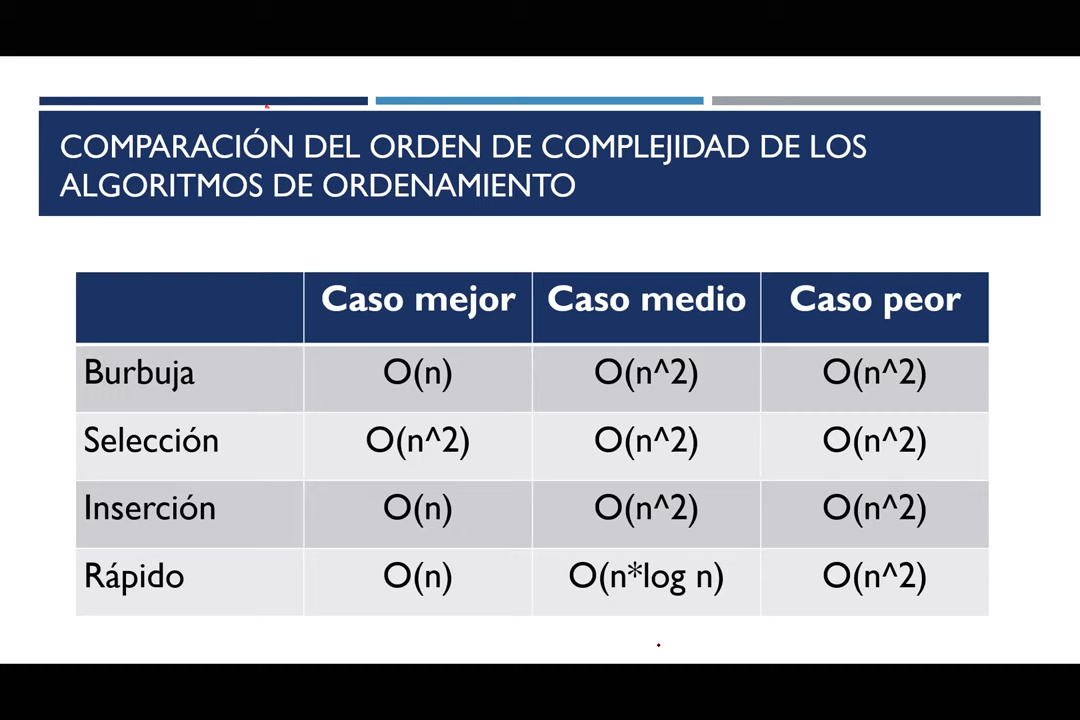 COMPARACIÓN DEL ORDEN DE COMPLEJIDAD DE LOS
ALGORITMOS DE ORDENAMIENTO
Caso mejor Caso medio Caso peor
Burbuja O(n) O(n^2) O(n^2)
Selección O(n^2) O(n^2) O(n^2)
Inserción O(n) O(n^2) O(n^2)
Rápido O(n) O(n*log n) O(n^2)